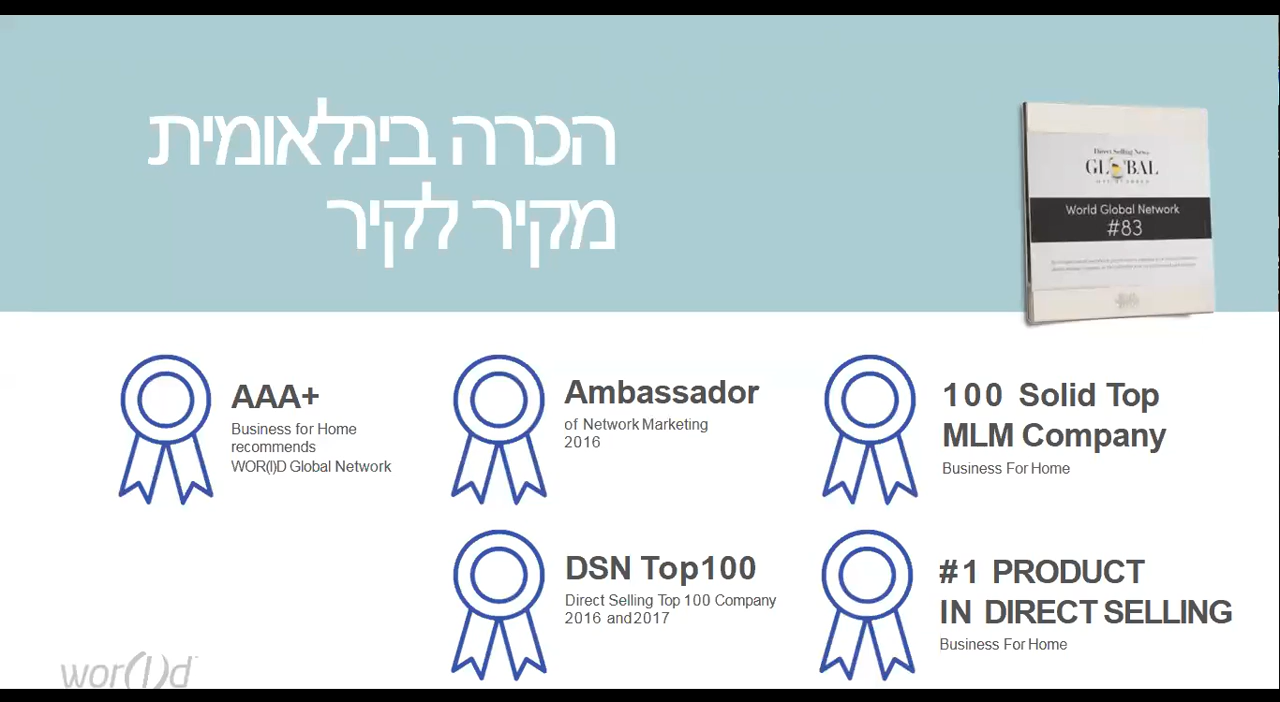 הכרה בינלאומית
מקיר לקיר
Direct Selling News
GLOBAL
World Global Network
#83
AAA+
Business for Home
recommends
WOR(l)D Global Network
Ambassador
of Network Marketing
2016
100 Solid Top
MLM Company
Business For Home
DSN Top100
Direct Selling Top 100 Company
2016 and2017
#1 PRODUCT
IN DIRECT SELLING
Business For Home
wor(l)d